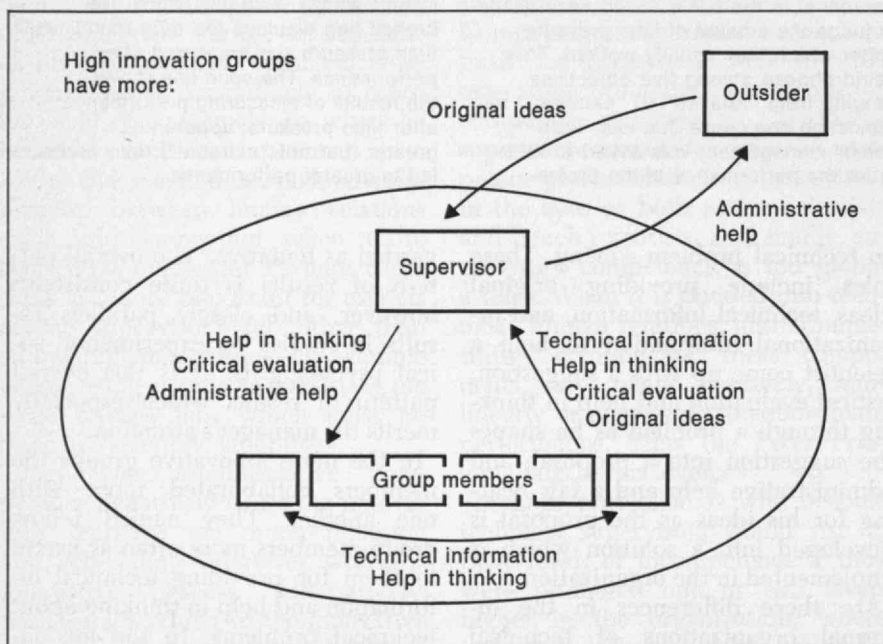 High innovation groups
have more:
Original ideas
Outsider
Administrative
help
Supervisor
Help in thinking
Critical evaluation
Administrative help
Technical information
Help in thinking
Critical evaluation
Original ideas
Group members
Technical information
Help in thinking